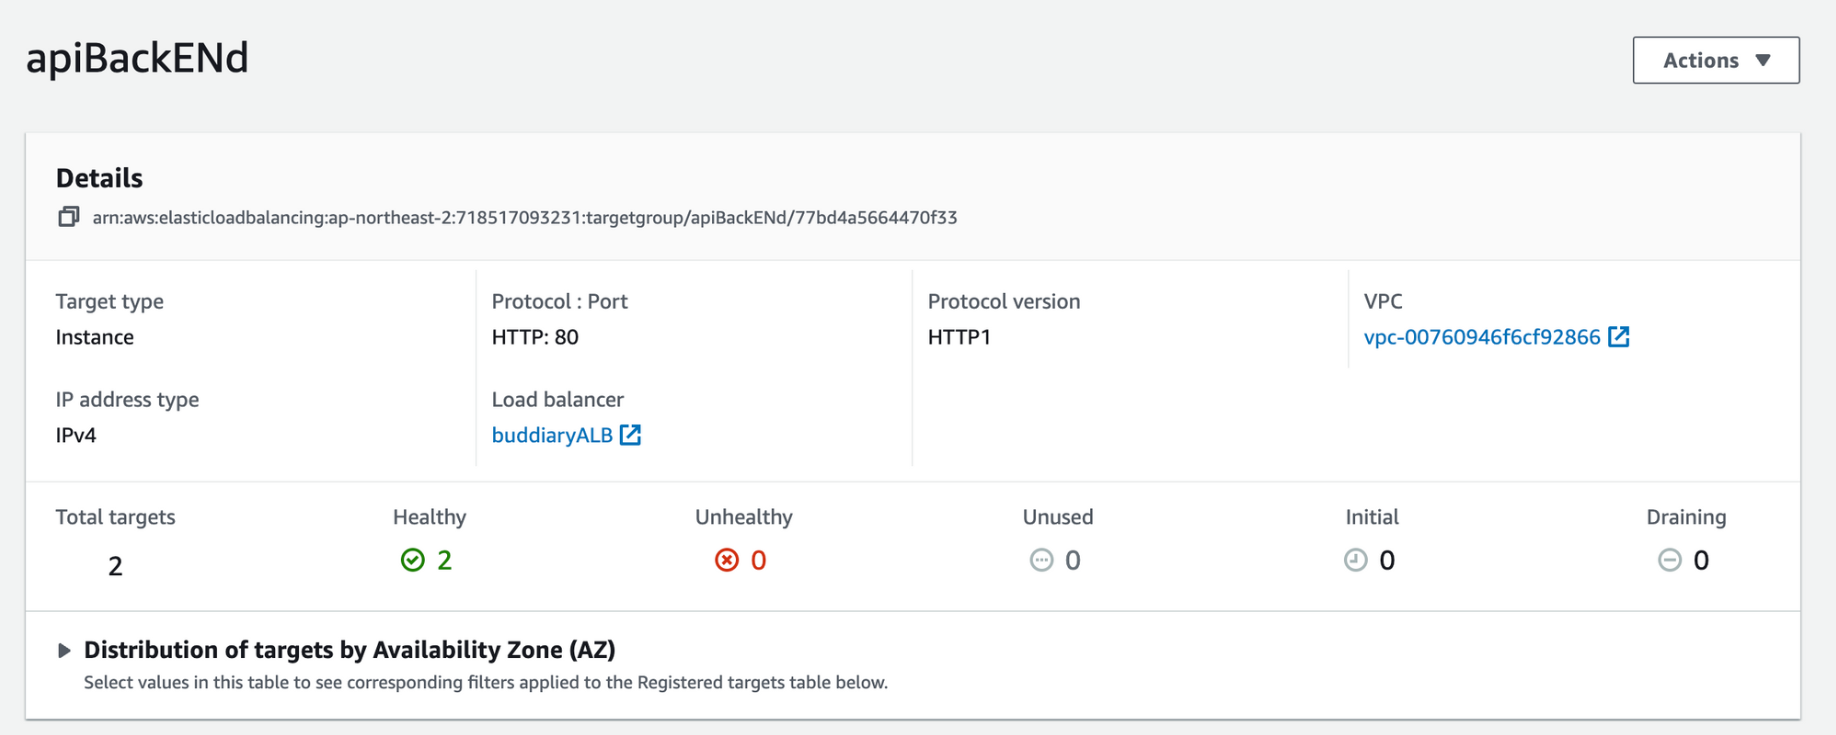 apiBackENd
Actions
Details
arn:aws:elasticloadbalancing:ap-northeast-2:718517093231:targetgroup/apiBackENd/77bd4a5664470f33
Target type
Instance
Protocol : Port
HTTP: 80
Protocol version
HTTP1
VPC
vpc-00760946f6cf92866
IP address type
IPv4
Load balancer
buddiaryALB
Total targets
2
Healthy
2
Unhealthy
0
Unused
0
Initial
0
Draining
0
Distribution of targets by Availability Zone (AZ)
Select values in this table to see corresponding filters applied to the Registered targets table below.